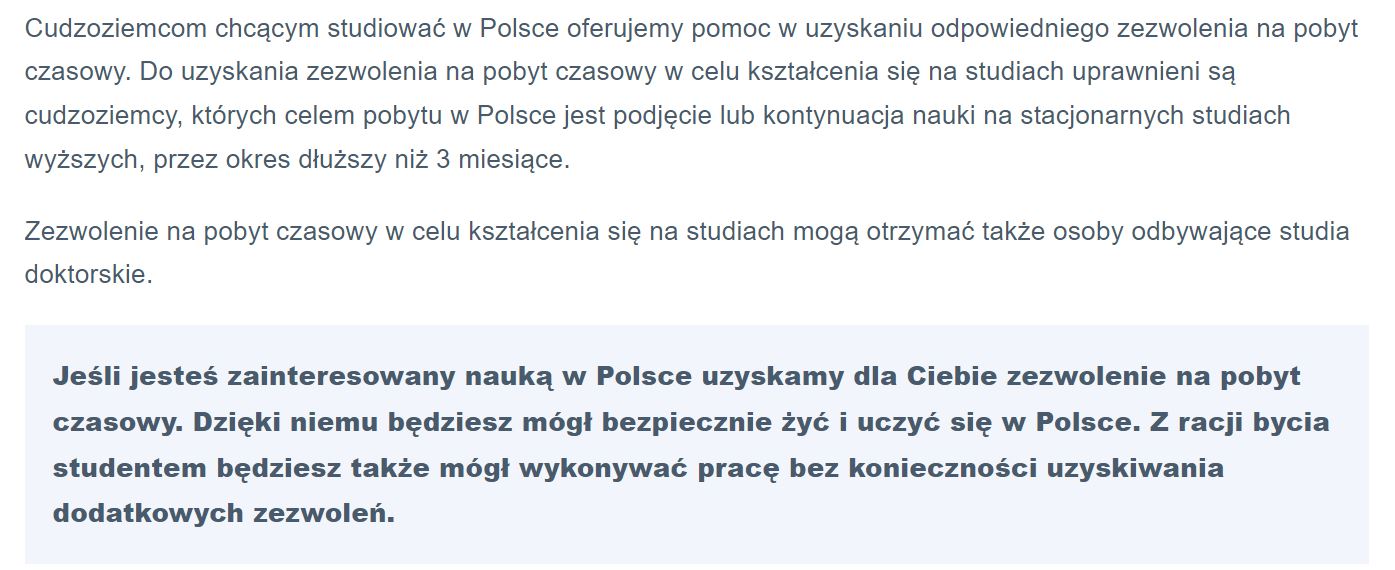 Cudzoziemcom chcącym studiować w Polsce oferujemy pomoc w uzyskaniu odpowiedniego zezwolenia na pobyt
czasowy. Do uzyskania zezwolenia na pobyt czasowy w celu kształcenia się na studiach uprawnieni są
cudzoziemcy, których celem pobytu w Polsce jest podjęcie lub kontynuacja nauki na stacjonarnych studiach
wyższych, przez okres dłuższy niż 3 miesiące.
Zezwolenie na pobyt czasowy w celu kształcenia się na studiach mogą otrzymać także osoby odbywające studia
doktorskie.
Jeśli jesteś zainteresowany nauką w Polsce uzyskamy dla Ciebie zezwolenie na pobyt
czasowy. Dzięki niemu będziesz mógł bezpiecznie żyć i uczyć się w Polsce. Z racji bycia
studentem będziesz także mógł wykonywać pracę bez konieczności uzyskiwania
dodatkowych zezwoleń.